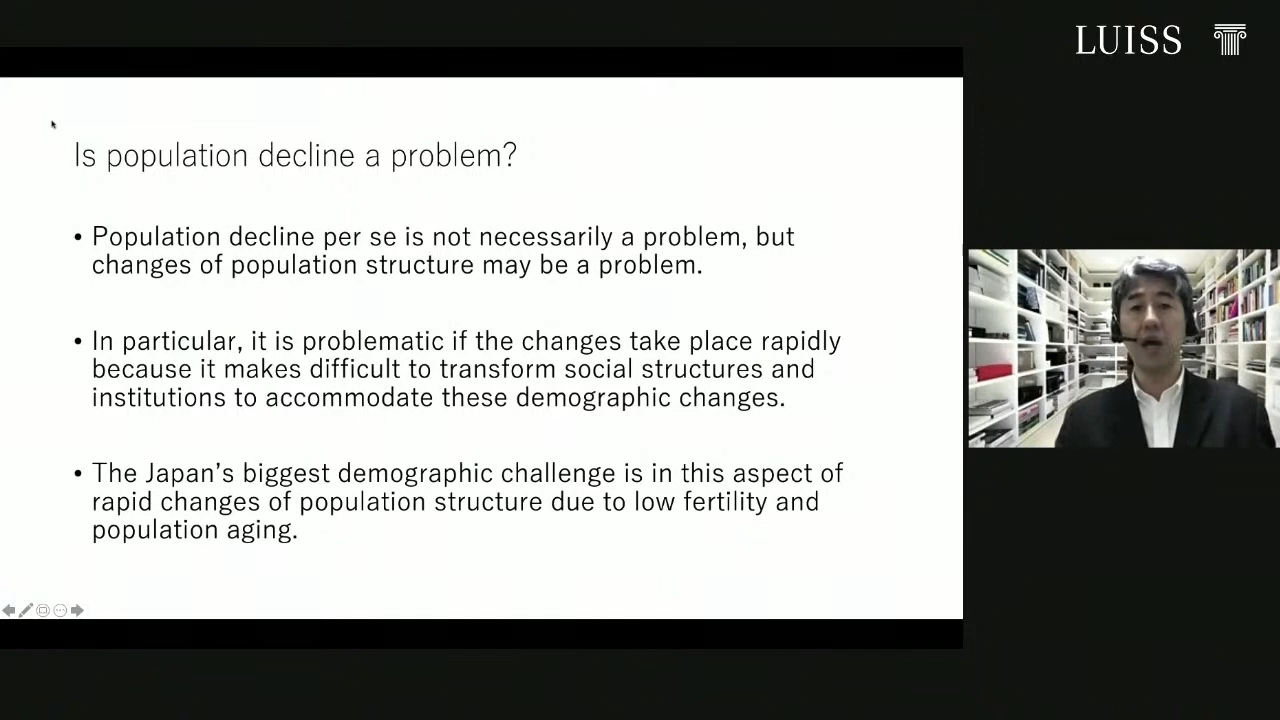 LUISS
Is population decline a problem?
• Population decline per se is not necessarily a problem, but
changes of population structure may be a problem.
• In particular, it is problematic if the changes take place rapidly
because it makes difficult to transform social structures and
institutions to accommodate these demographic changes.
• The Japan's biggest demographic challenge is in this aspect of
rapid changes of population structure due to low fertility and
population aging.